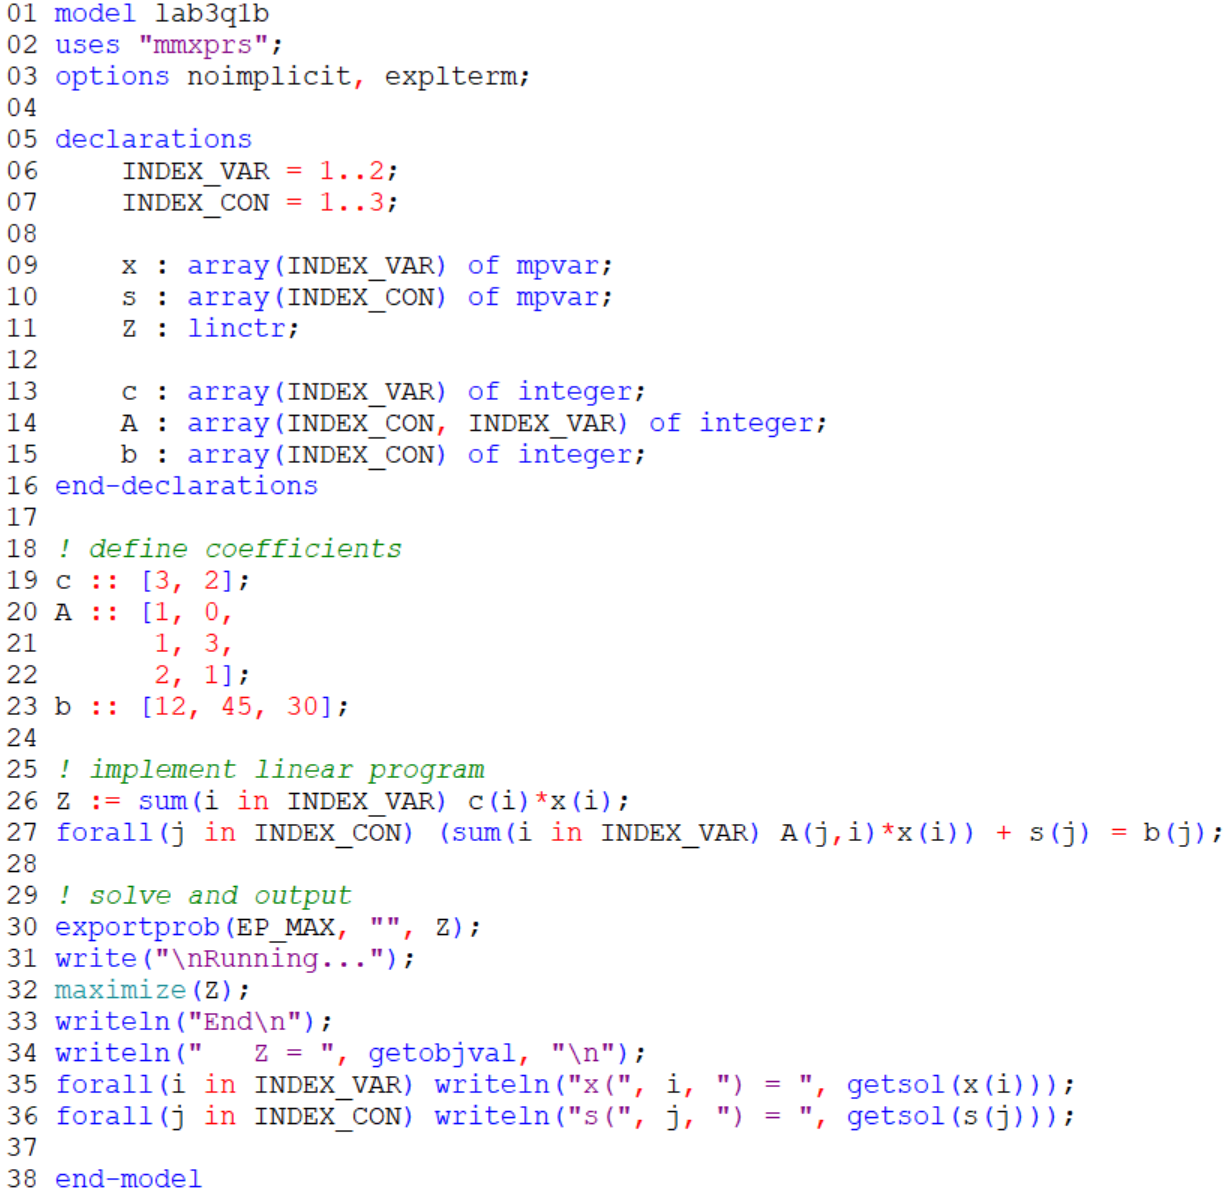 01 model lab3q1b
02 uses "mmxprs";
03 options noimplicit, explterm;
04
05 declarations
06     INDEX_VAR = 1..2;
07     INDEX_CON = 1..3;
08
09     x : array(INDEX_VAR) of mpvar;
10     s : array(INDEX_CON) of mpvar;
11     Z : linctr;
12
13     c : array(INDEX_VAR) of integer;
14     A : array(INDEX_CON, INDEX_VAR) of integer;
15     b : array(INDEX_CON) of integer;
16 end-declarations
17
18 ! define coefficients
19 c :: [3, 2];
20 A :: [1, 0,
21       1, 3,
22       2, 1];
23 b :: [12, 45, 30];
24
25 ! implement linear program
26 Z := sum(i in INDEX_VAR) c(i)*x(i);
27 forall(j in INDEX_CON) (sum(i in INDEX_VAR) A(j,i)*x(i)) + s(j) = b(j);
28
29 ! solve and output
30 exportprob(EP_MAX, "", Z);
31 write("\nRunning...");
32 maximize(Z);
33 writeln("End\n");
34 writeln("   Z = ", getobjval, "\n");
35 forall(i in INDEX_VAR) writeln("x(", i, ") = ", getsol(x(i)));
36 forall(j in INDEX_CON) writeln("s(", j, ") = ", getsol(s(j)));
37
38 end-model